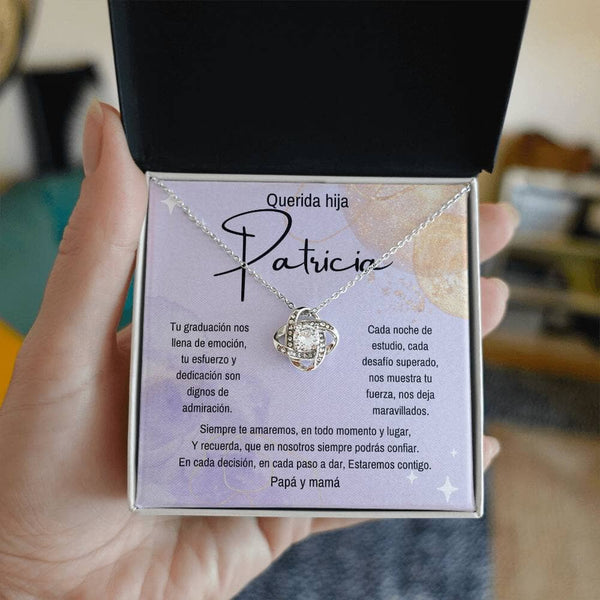 Querida hija
Patricia
Tu graduación nos
llena de emoción,
tu esfuerzo y
dedicación son
dignos de
admiración.
Cada noche de
estudio, cada
desafío superado,
nos muestra tu
fuerza, nos deja
maravillados.
Siempre te amaremos, en todo momento y lugar,
Y recuerda, que en nosotros siempre podrás confiar.
En cada decisión, en cada paso a dar, Estaremos contigo.
Papá y mamá